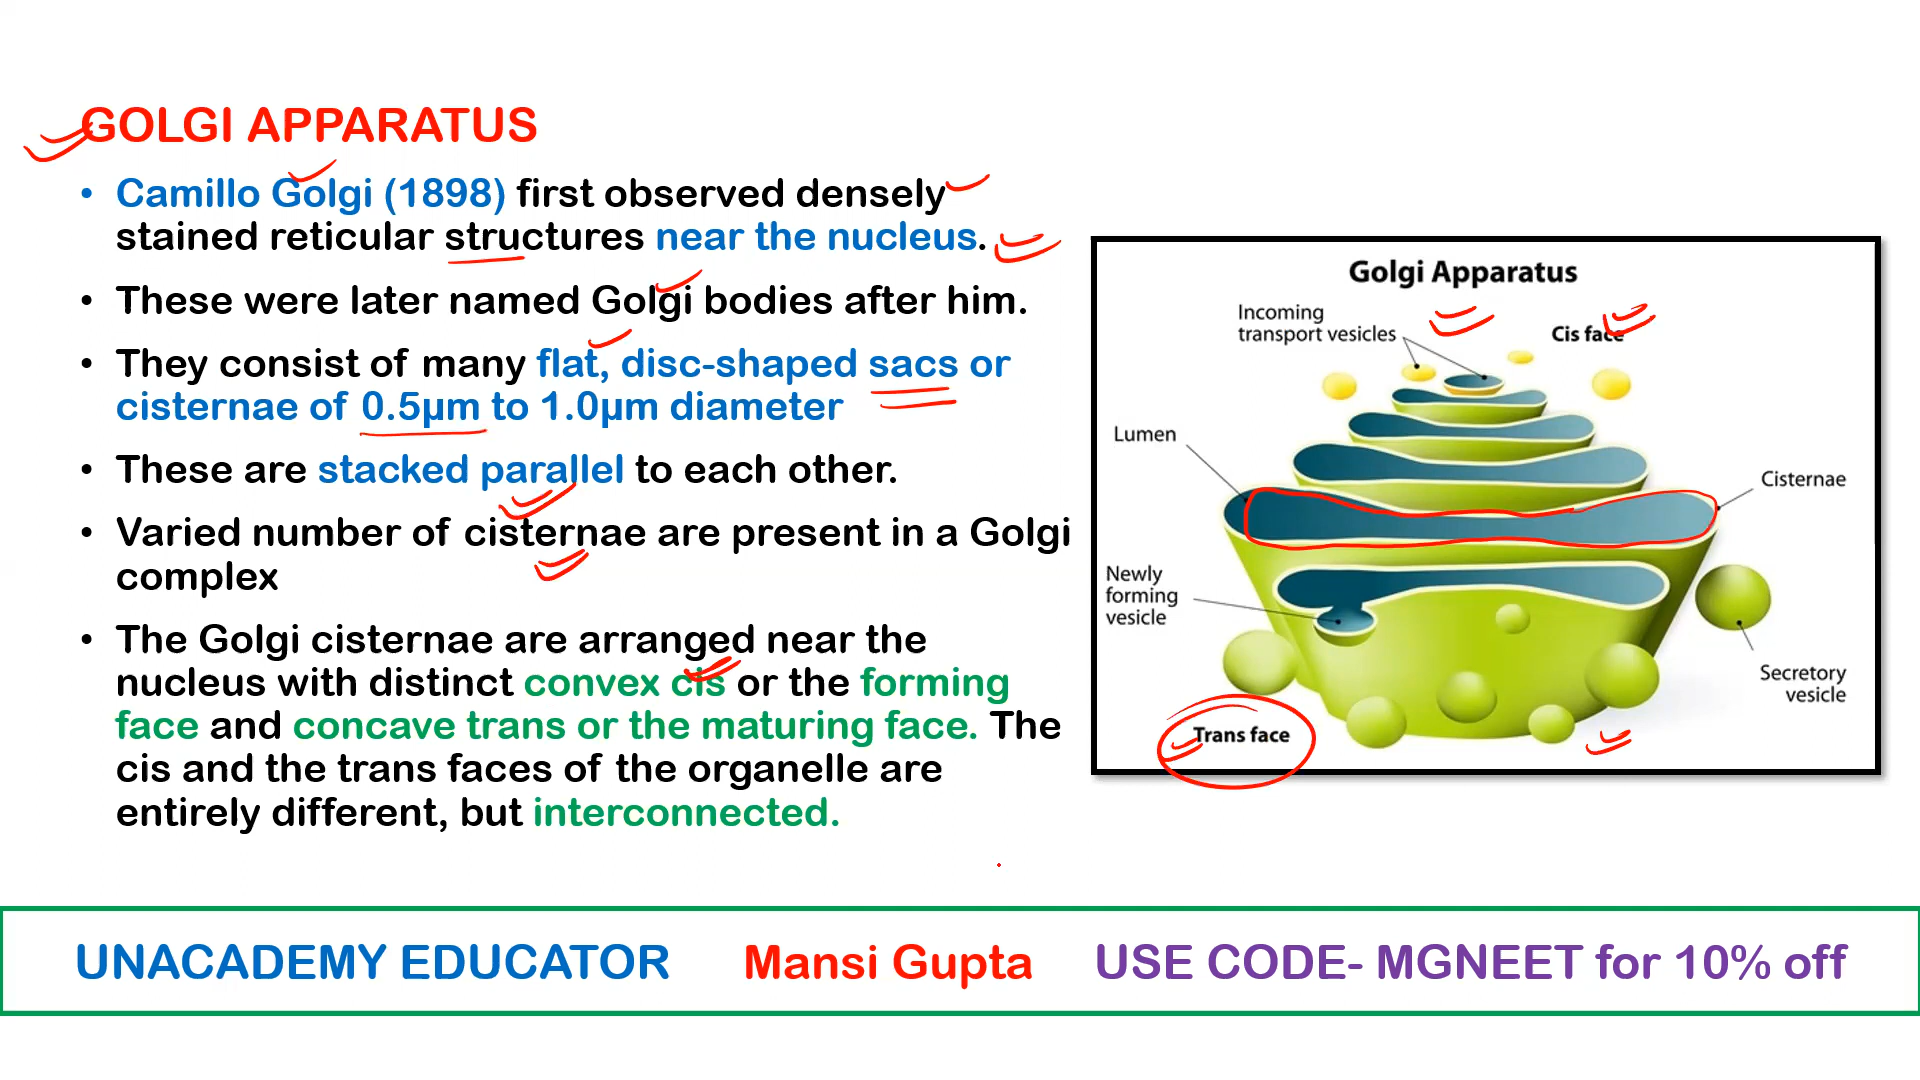 GOLGI APPARATUS
• Camillo Golgi (1898) first observed densely
stained reticular structures near the nucleus.
• These were later named Golgi bodies after him.
• They consist of many flat, disc-shaped sacs or
cisternae of 0.5µm to 1.0µm diameter
• These are stacked parallel to each other.
• Varied number of cisternae are present in a Golgi
complex
• The Golgi cisternae are arranged near the
nucleus with distinct convex cis or the forming
face and concave trans or the maturing face. The
cis and the trans faces of the organelle are
entirely different, but interconnected.
Golgi Apparatus
Incoming
transport vesicles
Cis face
Lumen
Cisternae
Newly
forming
vesicle
Secretory
vesicle
Trans face
UNACADEMY EDUCATOR Mansi Gupta USE CODE- MGNEET for 10% off